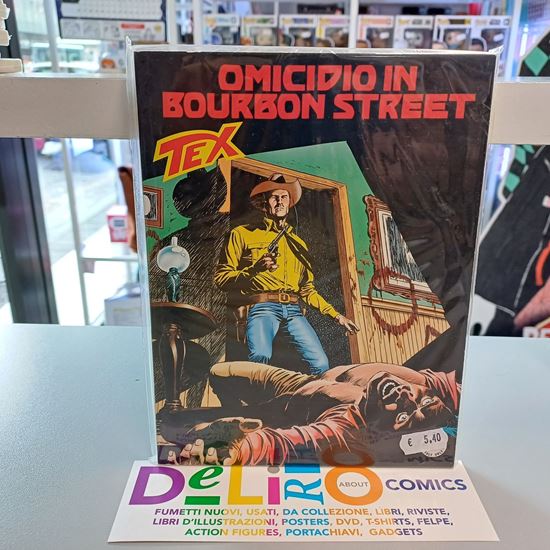 OMICIDIO IN
BOURBON STREET
TEX
€ 5,40
DeLiRiO ABOUT COMICS
FUMETTI NUOVI, USATI, DA COLLEZIONE, LIBRI, RIVISTE,
LIBRI D'ILLUSTRAZIONI, POSTERS, DVD, T-SHIRTS, FELPE,
ACTION FIGURES, PORTACHIAVI, GADGETS